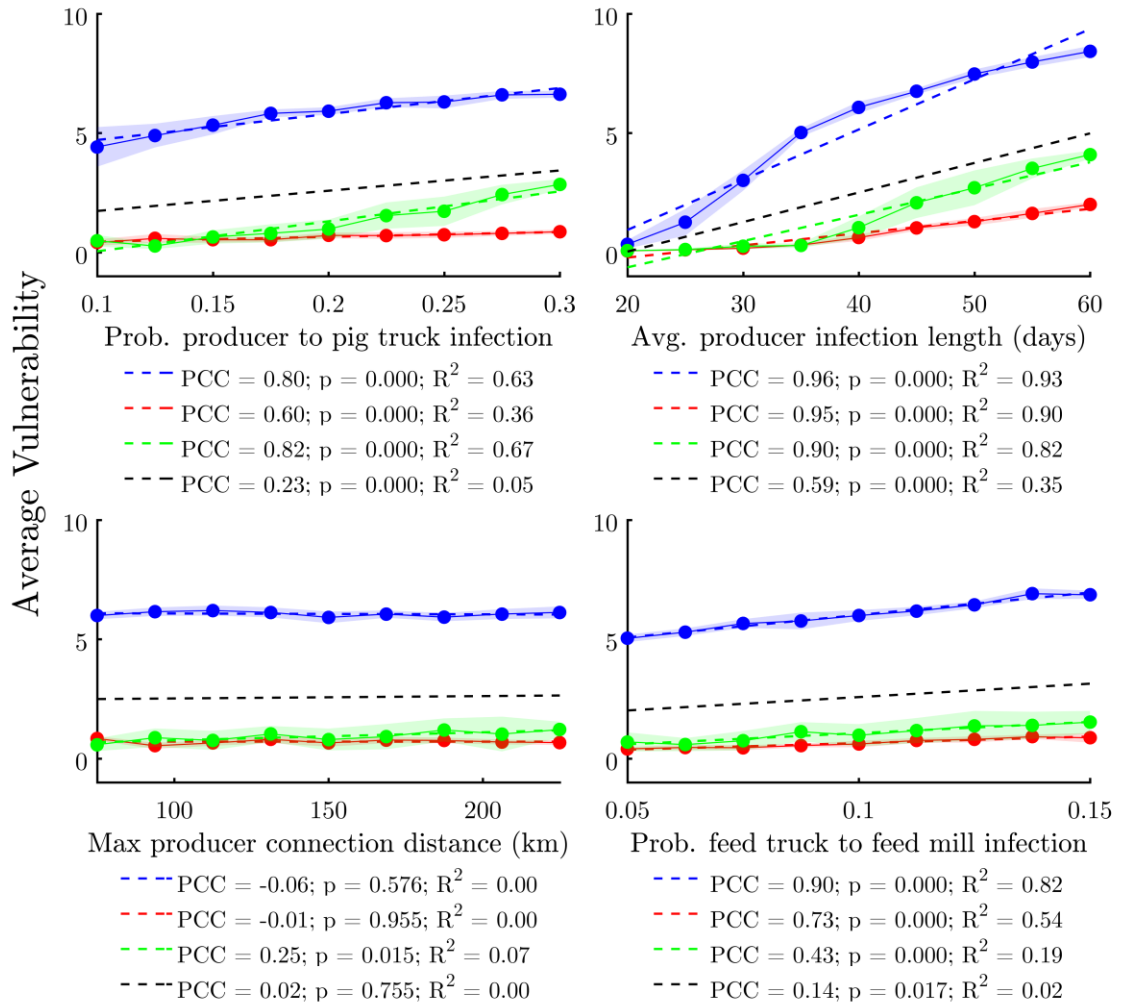 Average Vulnerability
10
5
0
0.1 0.15 0.2 0.25 0.3
Prob. producer to pig truck infection
PCC = 0.80; p = 0.000; R² = 0.63
PCC = 0.60; p = 0.000; R² = 0.36
PCC = 0.82; p = 0.000; R² = 0.67
PCC = 0.23; p = 0.000; R² = 0.05
10
5
0
20 30 40 50 60
Avg. producer infection length (days)
PCC = 0.96; p = 0.000; R² = 0.93
PCC = 0.95; p = 0.000; R² = 0.90
PCC = 0.90; p = 0.000; R² = 0.82
PCC = 0.59; p = 0.000; R² = 0.35
10
5
0
100 150 200
Max producer connection distance (km)
PCC = -0.06; p = 0.576; R² = 0.00
PCC = -0.01; p = 0.955; R² = 0.00
PCC = 0.25; p = 0.015; R² = 0.07
PCC = 0.02; p = 0.755; R² = 0.00
10
5
0
0.05 0.1 0.15
Prob. feed truck to feed mill infection
PCC = 0.90; p = 0.000; R² = 0.82
PCC = 0.73; p = 0.000; R² = 0.54
PCC = 0.43; p = 0.000; R² = 0.19
PCC = 0.14; p = 0.017; R² = 0.02